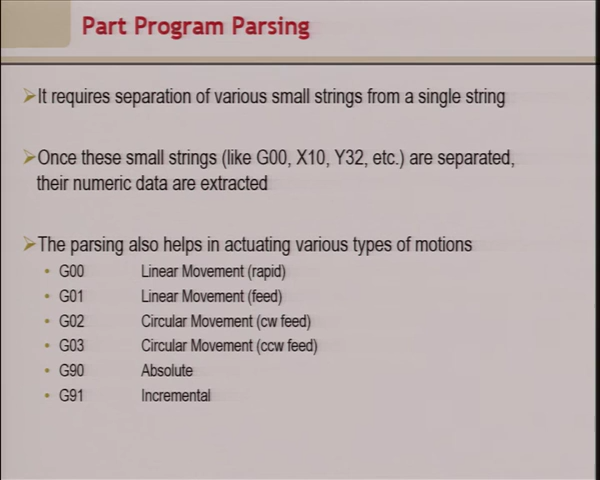 Part Program Parsing
➢It requires separation of various small strings from a single string
➢Once these small strings (like G00, X10, Y32, etc.) are separated,
their numeric data are extracted
➢The parsing also helps in actuating various types of motions
• G00 Linear Movement (rapid)
• G01 Linear Movement (feed)
• G02 Circular Movement (cw feed)
• G03 Circular Movement (ccw feed)
• G90 Absolute
• G91 Incremental